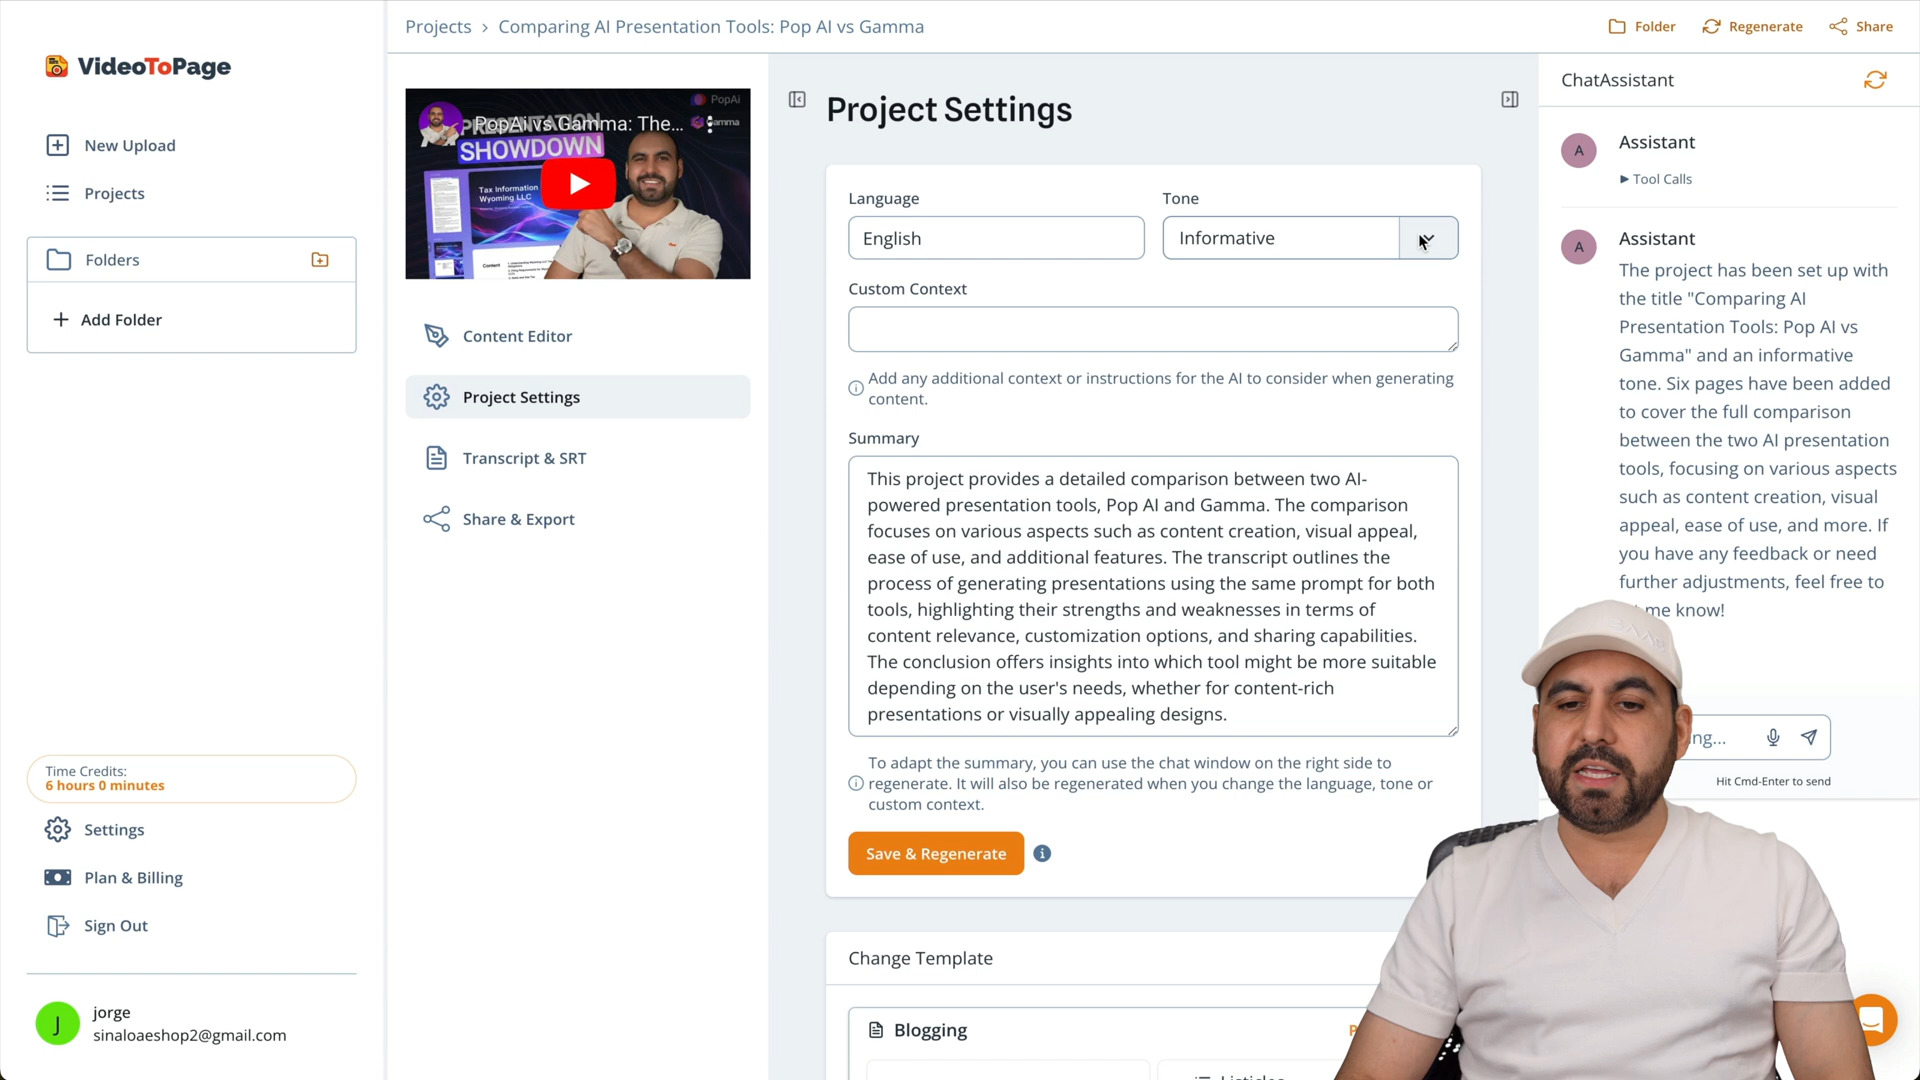 VideoToPage
New Upload
Projects
Folders
Add Folder
Time Credits:
6 hours 0 minutes
Settings
Plan & Billing
Sign Out
J
jorge
sinaloaeshop2@gmail.com
Projects › Comparing AI Presentation Tools: Pop AI vs Gamma
Folder
Regenerate
Share
PopAi
PopAi vs Gamma: The...
Gamma
PRESENTATION
SHOWDOWN
Tax Information
Wyoming LLC
Content
Content Editor
Project Settings
Transcript & SRT
Share & Export
Project Settings
Language
Tone
English
Informative
Custom Context
Add any additional context or instructions for the AI to consider when generating
content.
Summary
This project provides a detailed comparison between two AI-
powered presentation tools, Pop AI and Gamma. The comparison
focuses on various aspects such as content creation, visual appeal,
ease of use, and additional features. The transcript outlines the
process of generating presentations using the same prompt for both
tools, highlighting their strengths and weaknesses in terms of
content relevance, customization options, and sharing capabilities.
The conclusion offers insights into which tool might be more suitable
depending on the user's needs, whether for content-rich
presentations or visually appealing designs.
To adapt the summary, you can use the chat window on the right side to
regenerate. It will also be regenerated when you change the language, tone or
custom context.
Save & Regenerate
Change Template
Blogging
ChatAssistant
A
Assistant
Tool Calls
A
Assistant
The project has been set up with
the title "Comparing AI
Presentation Tools: Pop AI vs
Gamma" and an informative
tone. Six pages have been added
to cover the full comparison
between the two AI presentation
tools, focusing on various aspects
such as content creation, visual
appeal, ease of use, and more. If
you have any feedback or need
further adjustments, feel free to
me know!
ng...
Hit Cmd-Enter to send